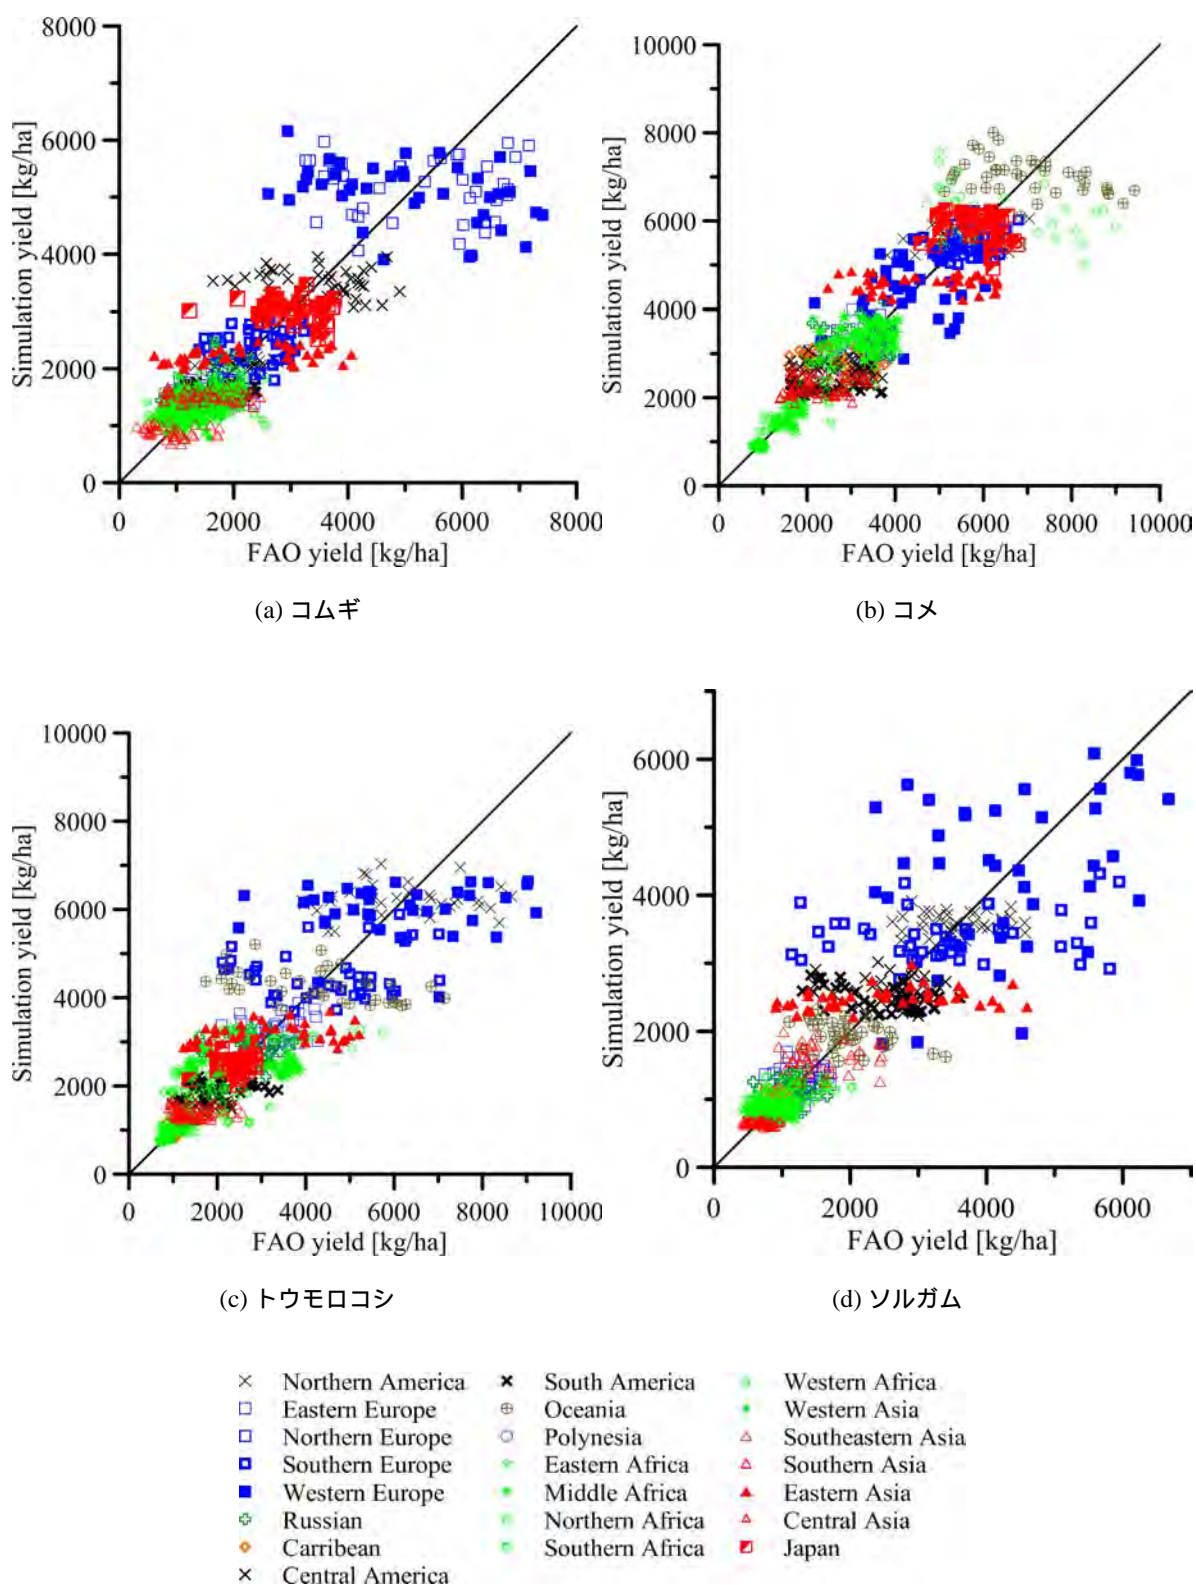 8000
6000
4000
2000
0
Simulation yield [kg/ha]
0 2000 4000 6000 8000
FAO yield [kg/ha]
(a) コムギ
10000
8000
6000
4000
2000
0
Simulation yield [kg/ha]
0 2000 4000 6000 8000 10000
FAO yield [kg/ha]
(b) コメ
10000
8000
6000
4000
2000
0
Simulation yield [kg/ha]
0 2000 4000 6000 8000 10000
FAO yield [kg/ha]
(c) トウモロコシ
6000
4000
2000
0
Simulation yield [kg/ha]
0 2000 4000 6000
FAO yield [kg/ha]
(d) ソルガム
Northern America
Eastern Europe
Northern Europe
Southern Europe
Western Europe
Russian
Carribean
Central America
South America
Oceania
Polynesia
Eastern Africa
Middle Africa
Northern Africa
Southern Africa
Western Africa
Western Asia
Southeastern Asia
Southern Asia
Eastern Asia
Central Asia
Japan